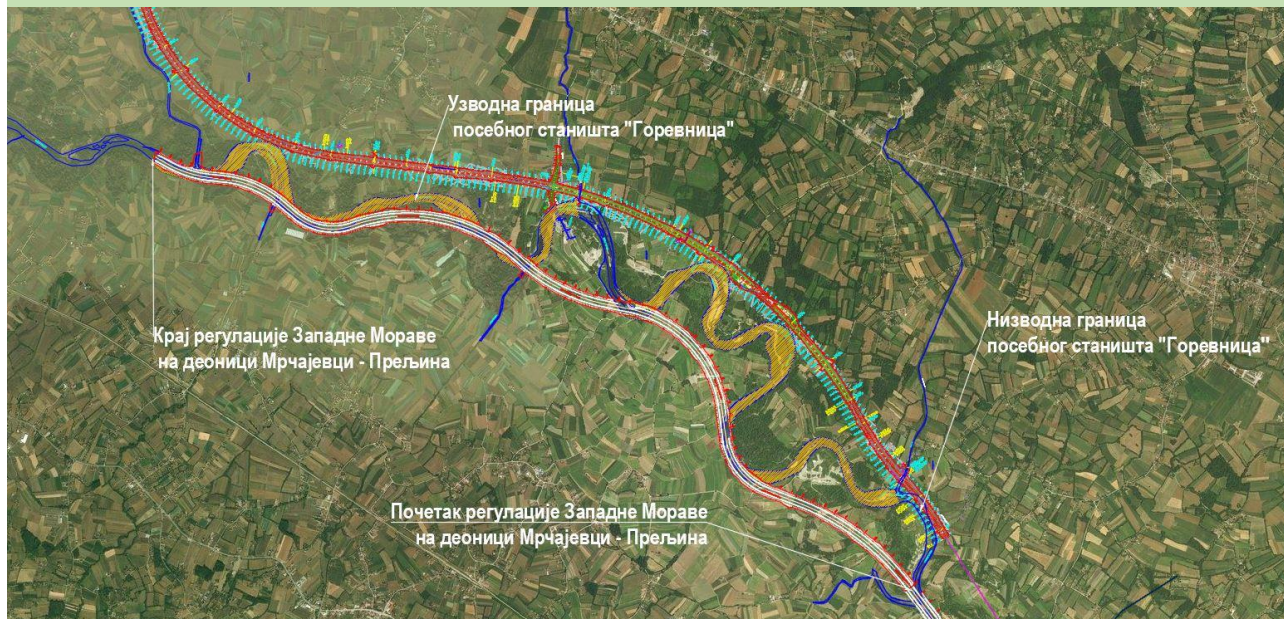 Узводна граница
посебног станишта "Горевница"
Низводна граница
посебног станишта "Горевница"
Крај регулације Западне Мораве
на деоници Мрчајевци - Прељина
Почетак регулације Западне Мораве
на деоници Мрчајевци - Прељина